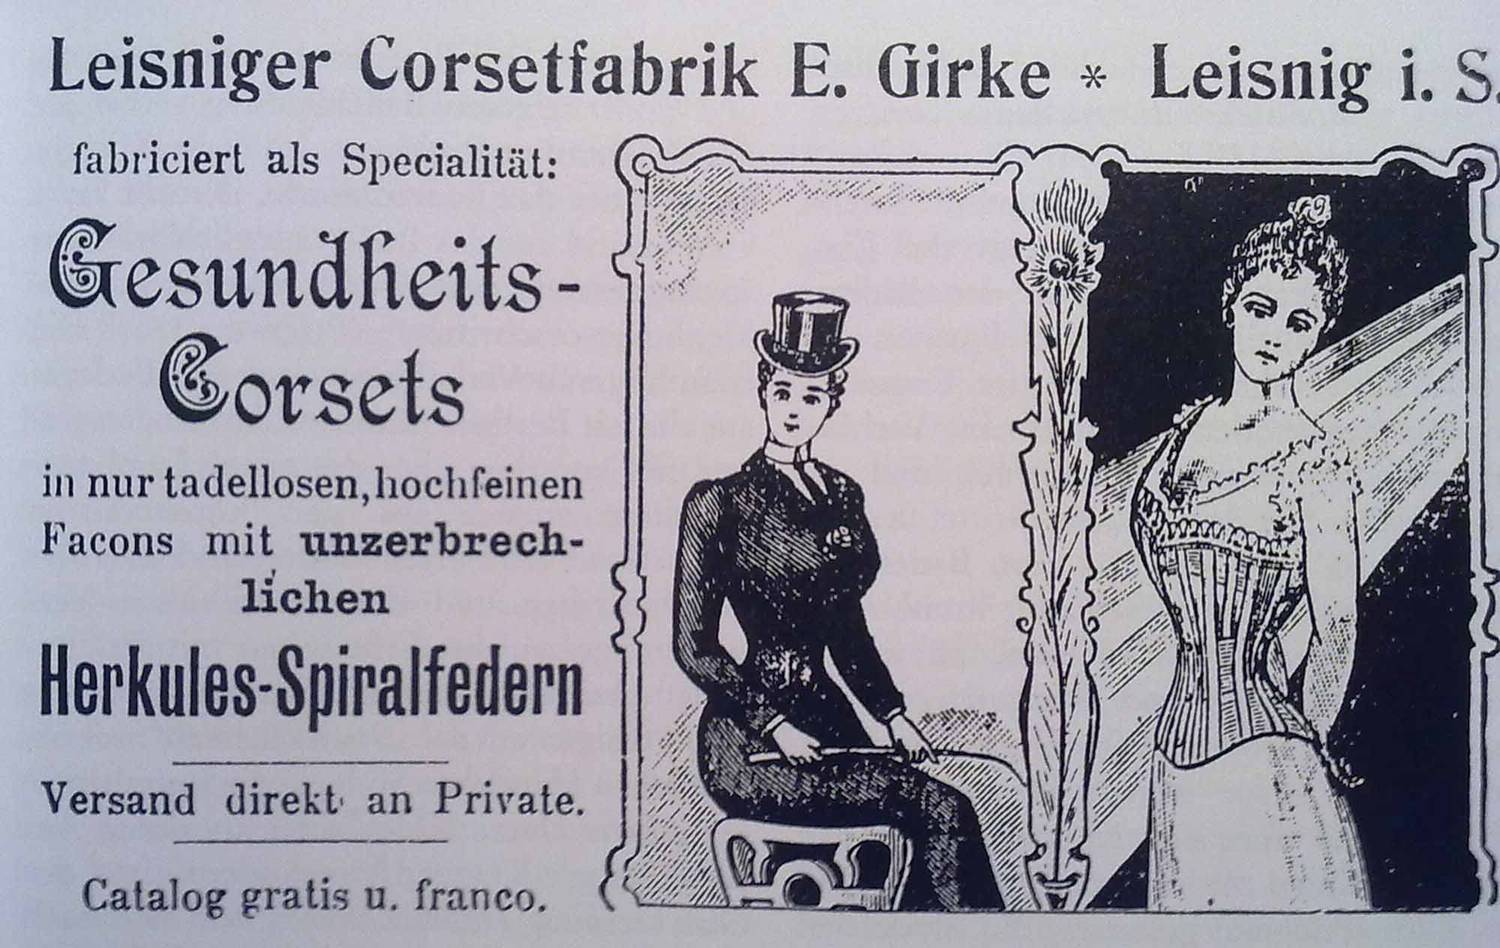 Leisniger Corsetfabrik E. Girke * Leisnig i. S.
fabriciert als Specialität:
Gesundheits-
Corsets
in nur tadellosen, hochfeinen
Facons mit unzerbrech-
lichen
Herkules-Spiralfedern
Versand direkt an Private.
Catalog gratis u. franco.